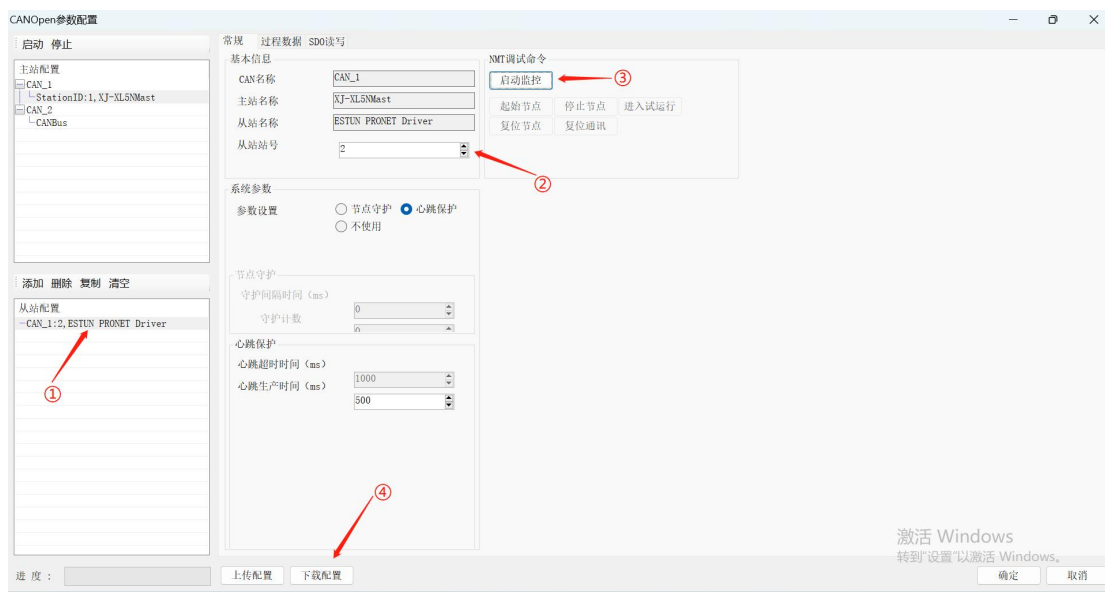 CANOpen参数配置
启动 停止
主站配置
CAN_1
StationID:1,XJ-XL5NMast
CAN_2
CANBus
添加 删除 复制 清空
从站配置
CAN_1:2,ESTUN PRONET Driver
①
常规 过程数据 SDO读写
基本信息
CAN名称 CAN_1
主站名称 XJ-XL5NMast
从站名称 ESTUN PRONET Driver
从站站号 2
②
NMT调试命令
启动监控 ③
起始节点 停止节点 进入试运行
复位节点 复位通讯
系统参数
参数设置 节点守护 心跳保护
不使用
节点守护
守护间隔时间(ms) 0
守护计数 0
心跳保护
心跳超时时间(ms) 1000
心跳生产时间(ms) 500
④
激活 Windows
转到"设置"以激活 Windows。
进 度 : 上传配置 下载配置 确定 取消